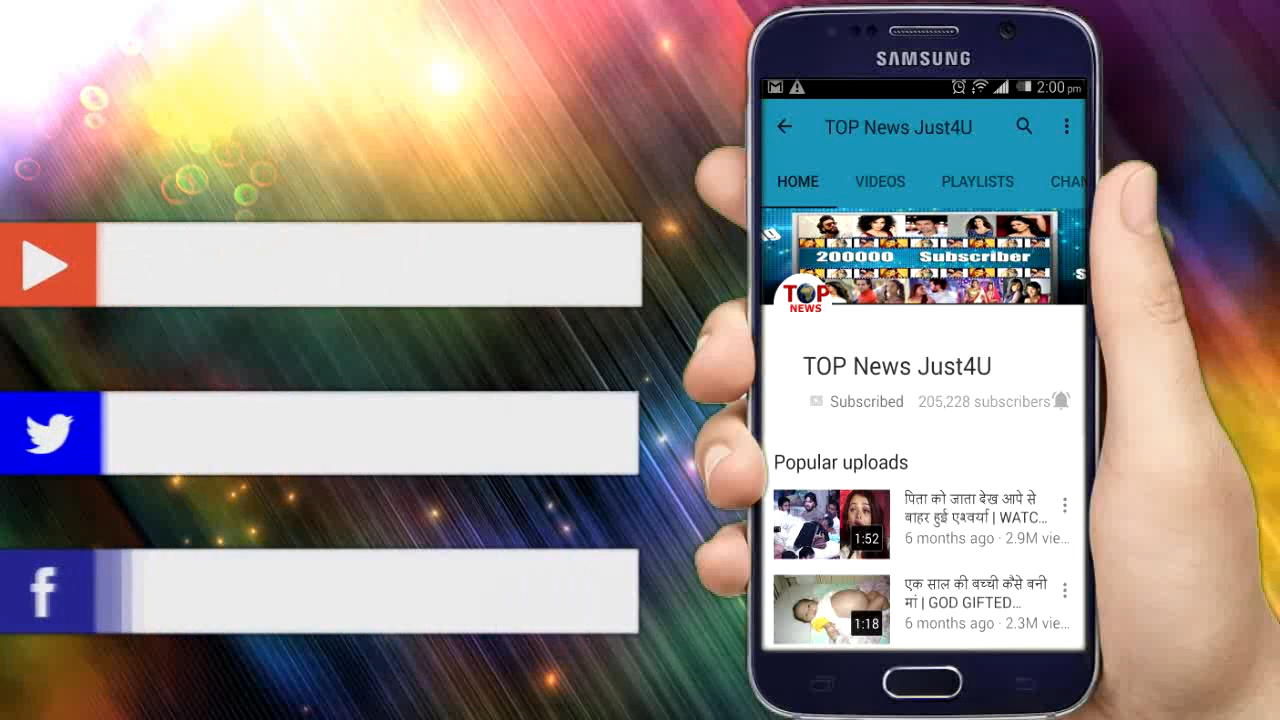 SAMSUNG
2:00 pm
TOP News Just4U
HOME VIDEOS PLAYLISTS CHAN
200000 Subscriber
TOP
NEWS
TOP News Just4U
Subscribed 205,228 subscribers
Popular uploads
पिता को जाता देख आपे से
बाहर हुई एश्वर्या | WATC...
6 months ago · 2.9M vie...
1:52
एक साल की बच्ची कैसे बनी
मां | GOD GIFTED...
6 months ago · 2.3M vie...
1:18